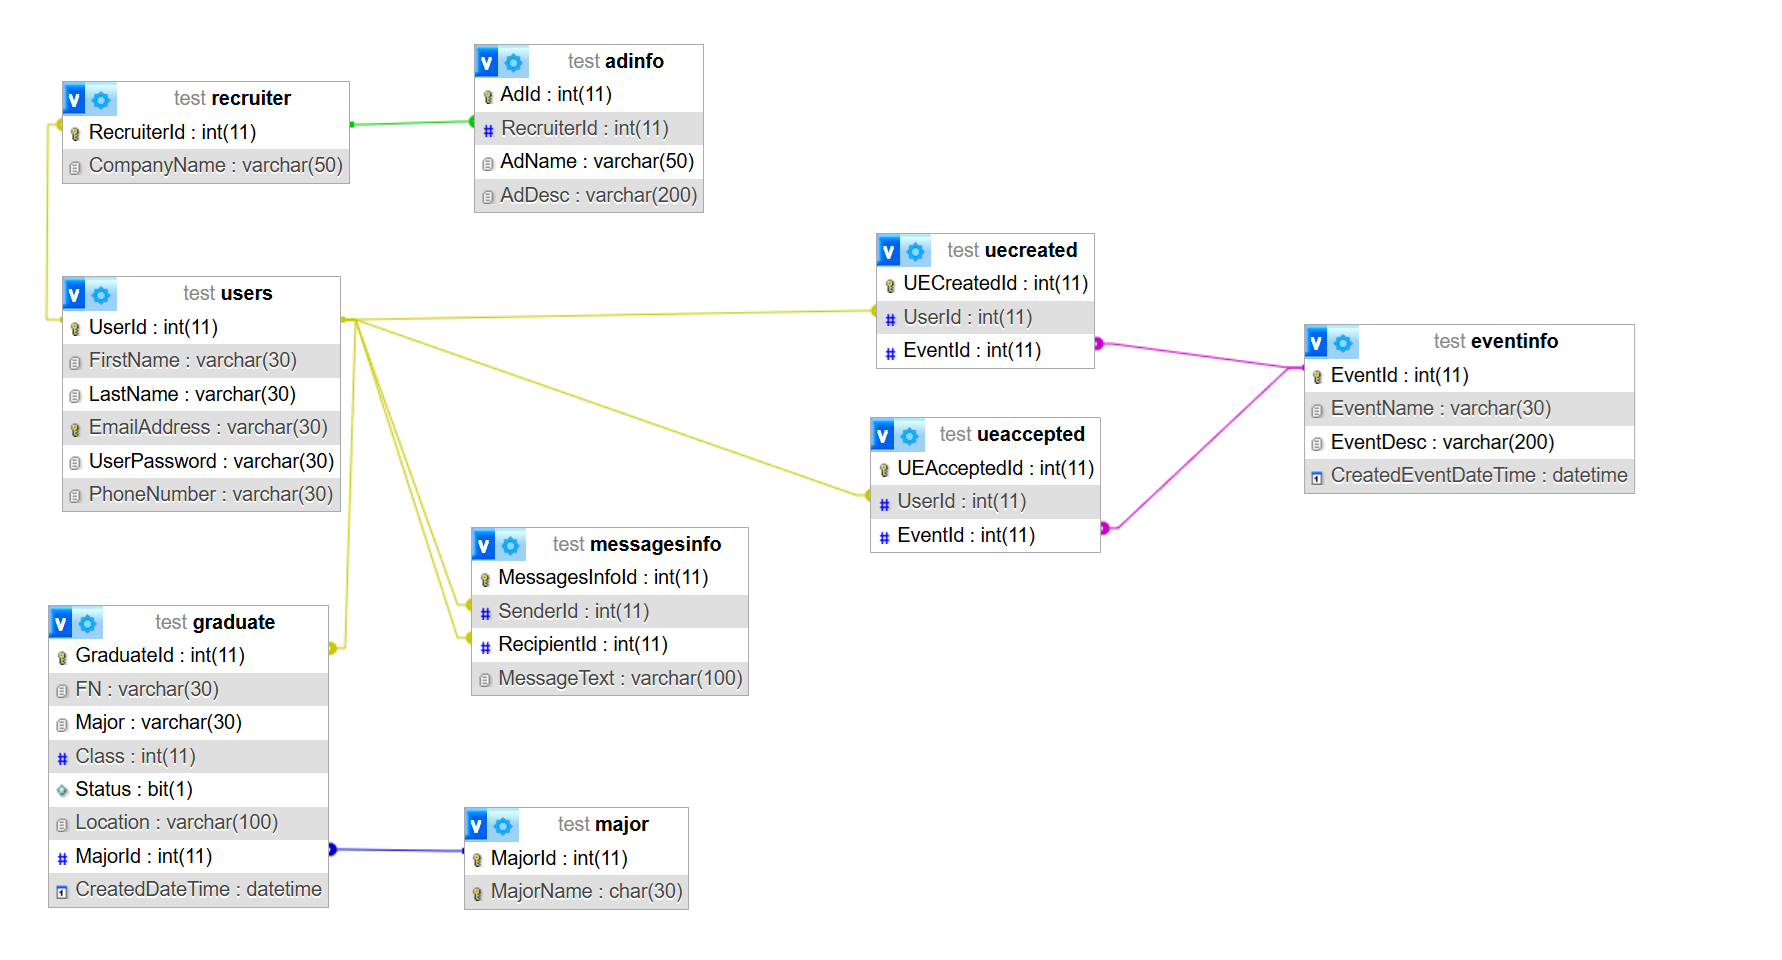 V test recruiter
RecruiterId : int(11)
CompanyName : varchar(50)
V test adinfo
AdId : int(11)
# RecruiterId : int(11)
AdName : varchar(50)
AdDesc : varchar(200)
V test users
UserId : int(11)
FirstName : varchar(30)
LastName : varchar(30)
EmailAddress : varchar(30)
UserPassword : varchar(30)
PhoneNumber : varchar(30)
V test uecreated
UECreatedId : int(11)
# UserId : int(11)
# EventId : int(11)
V test eventinfo
EventId : int(11)
EventName : varchar(30)
EventDesc : varchar(200)
CreatedEventDateTime : datetime
V test ueaccepted
UEAcceptedId : int(11)
# UserId : int(11)
# EventId : int(11)
V test messagesinfo
MessagesInfoId : int(11)
# SenderId : int(11)
# RecipientId : int(11)
MessageText : varchar(100)
V test graduate
GraduateId : int(11)
FN : varchar(30)
Major : varchar(30)
# Class : int(11)
Status : bit(1)
Location : varchar(100)
# MajorId : int(11)
CreatedDateTime : datetime
V test major
MajorId : int(11)
MajorName : char(30)